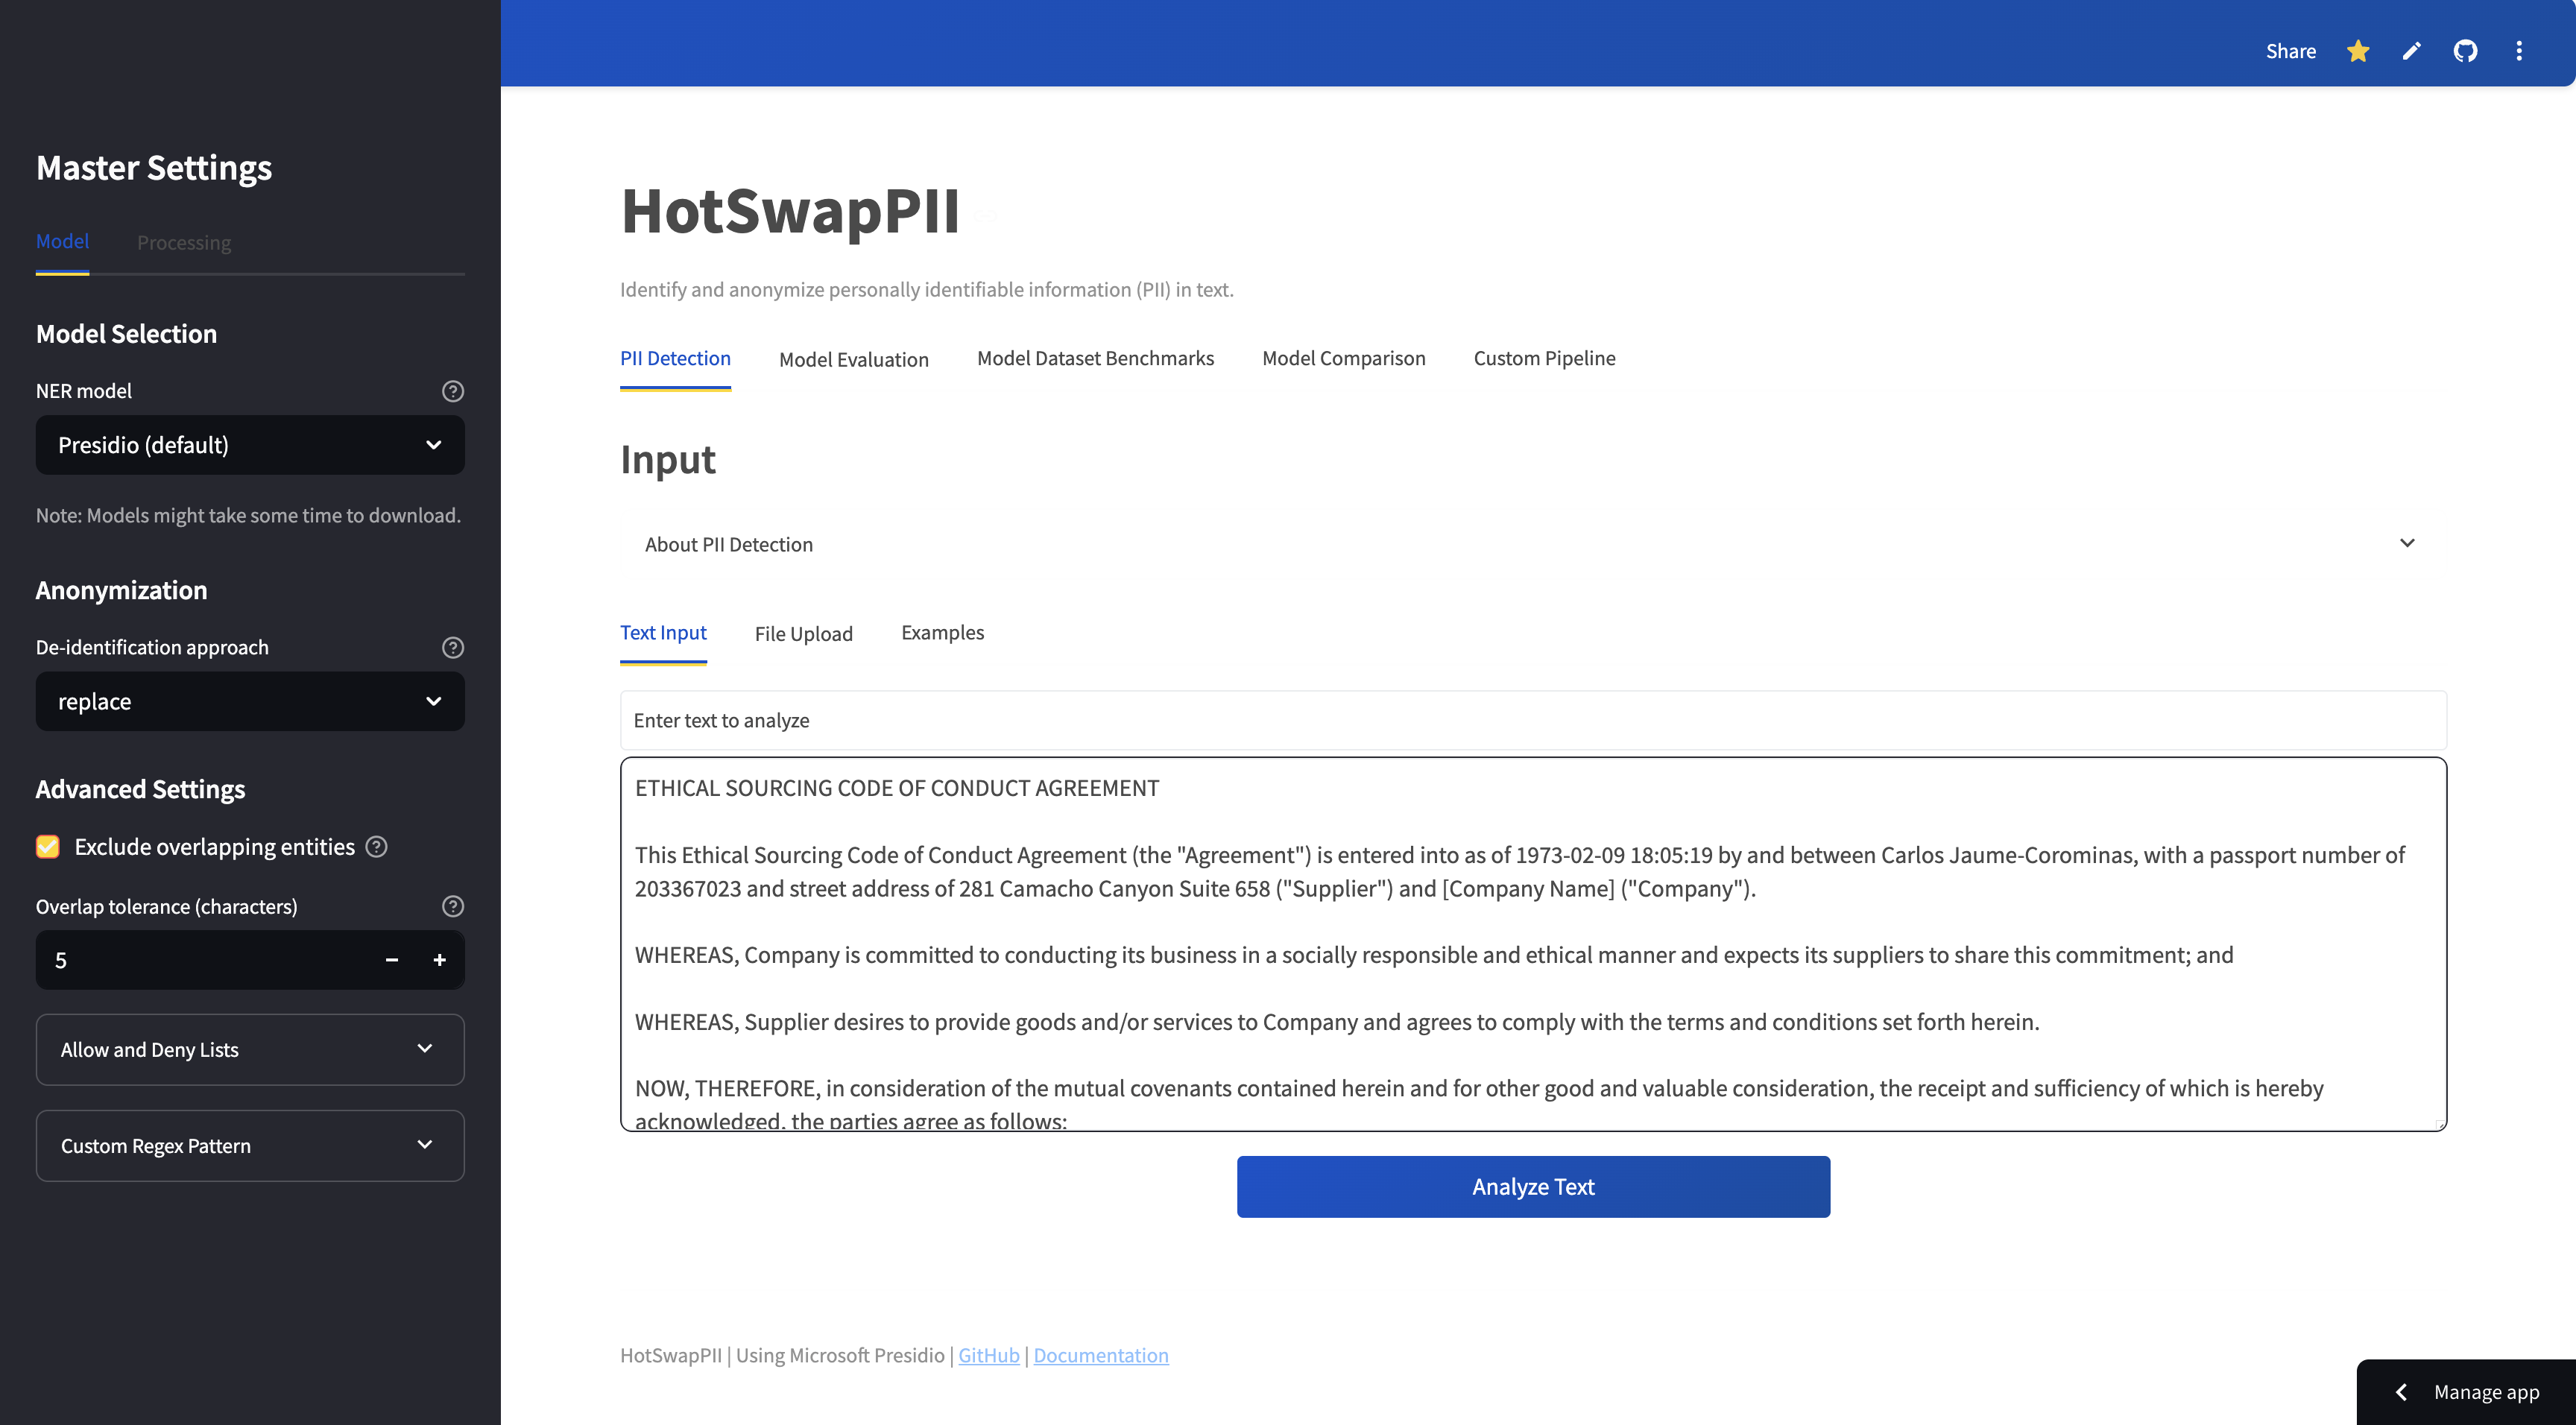 Share
Master Settings
Model
Processing
Model Selection
NER model
Presidio (default)
Note: Models might take some time to download.
Anonymization
De-identification approach
replace
Advanced Settings
Exclude overlapping entities
Overlap tolerance (characters)
5
Allow and Deny Lists
Custom Regex Pattern
HotSwapPII
Identify and anonymize personally identifiable information (PII) in text.
PII Detection
Model Evaluation
Model Dataset Benchmarks
Model Comparison
Custom Pipeline
Input
About PII Detection
Text Input
File Upload
Examples
Enter text to analyze
ETHICAL SOURCING CODE OF CONDUCT AGREEMENT
This Ethical Sourcing Code of Conduct Agreement (the "Agreement") is entered into as of 1973-02-09 18:05:19 by and between Carlos Jaume-Corominas, with a passport number of
203367023 and street address of 281 Camacho Canyon Suite 658 ("Supplier") and [Company Name] ("Company").
WHEREAS, Company is committed to conducting its business in a socially responsible and ethical manner and expects its suppliers to share this commitment; and
WHEREAS, Supplier desires to provide goods and/or services to Company and agrees to comply with the terms and conditions set forth herein.
NOW, THEREFORE, in consideration of the mutual covenants contained herein and for other good and valuable consideration, the receipt and sufficiency of which is hereby
acknowledged, the parties agree as follows:
Analyze Text
HotSwapPII | Using Microsoft Presidio | GitHub | Documentation
Manage app